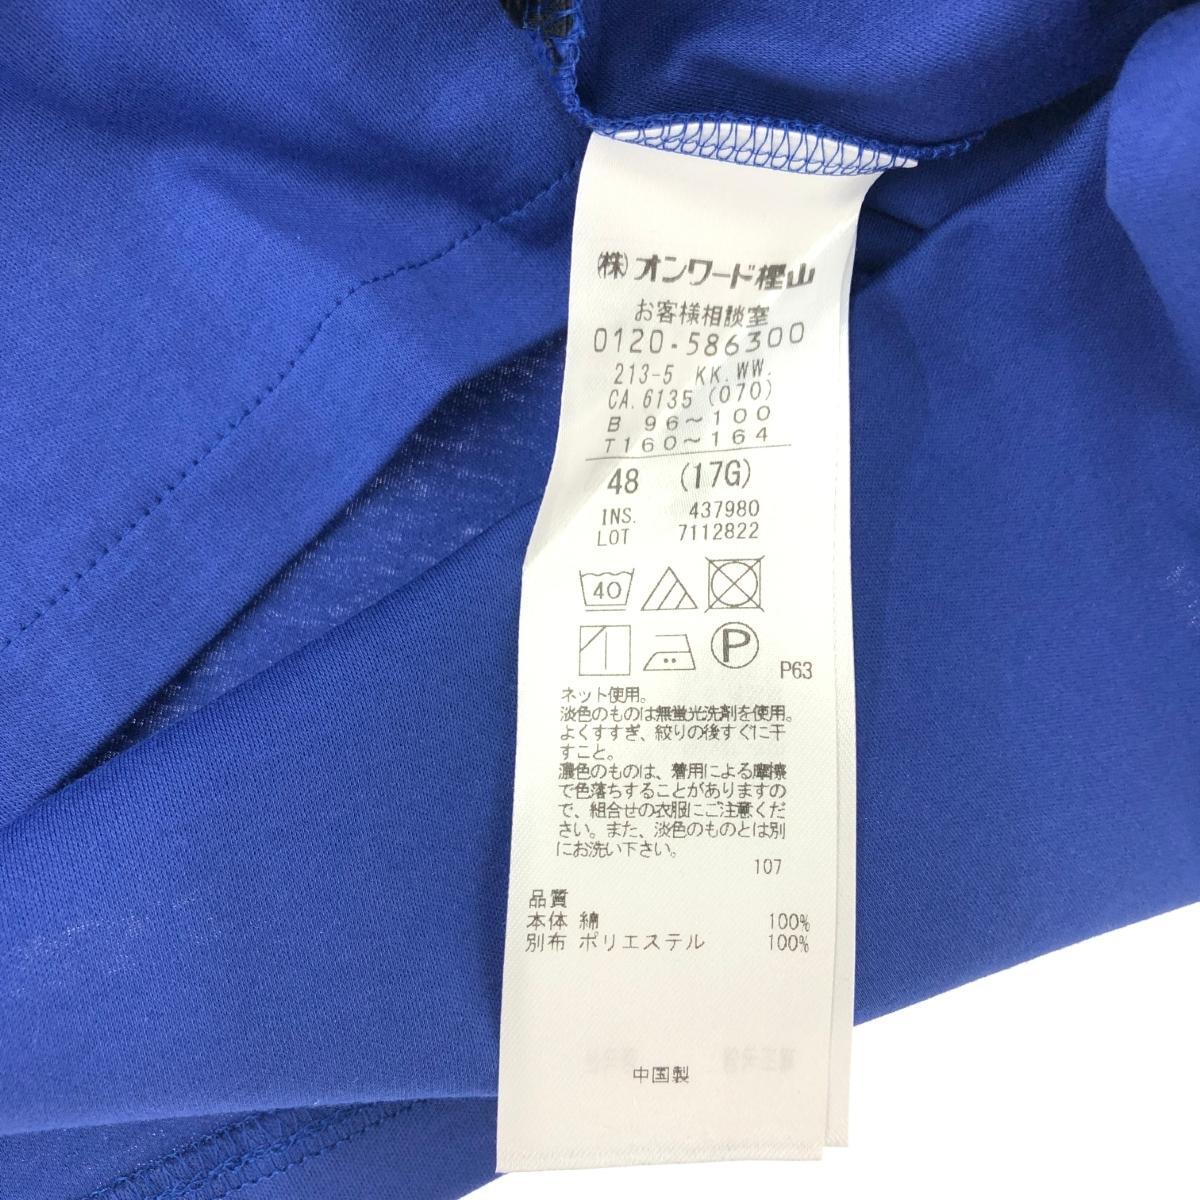 (株)オンワード樫山
お客様相談室
0120-586300
213-5 KK.WW.
CA.6135 (070)
B 96~100
T160~164
48 (17G)
INS. 437980
LOT 7112822
40
P
P63
ネット使用。
淡色のものは無蛍光洗剤を使用。
よくすすぎ、絞りの後すぐに干
すこと。
濃色のものは、着用による摩擦
で色落ちすることがありますの
で、組合せの衣服にご注意くだ
さい。また、淡色のものとは別
にお洗い下さい。
107
品質
本体 綿 100%
別布 ポリエステル 100%
中国製